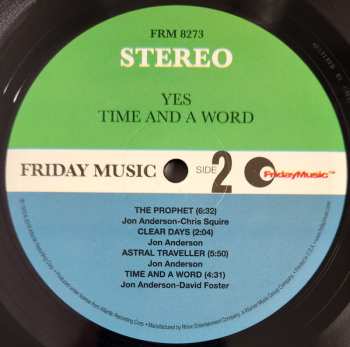 FRM 8273
STEREO
YES
TIME AND A WORD
FRIDAY MUSIC
SIDE 2
FridayMusic™
THE PROPHET (6:32)
Jon Anderson-Chris Squire
CLEAR DAYS (2:04)
Jon Anderson
ASTRAL TRAVELLER (5:50)
Jon Anderson
TIME AND A WORD (4:31)
Jon Anderson-David Foster